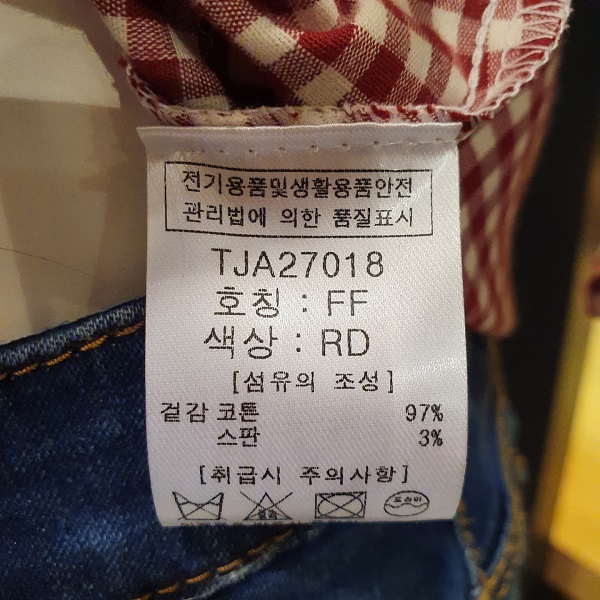 전기용품및생활용품안전
관리법에 의한 품질표시
TJA27018
호칭 : FF
색상 : RD
[섬유의 조성]
겉감 코튼 97%
스판 3%
[취급시 주의사항]